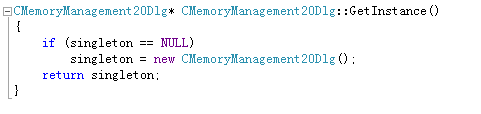 CMemoryManagement20Dlg* CMemoryManagement20Dlg::GetInstance()
{
    if (singleton == NULL)
        singleton = new CMemoryManagement20Dlg();
    return singleton;
}